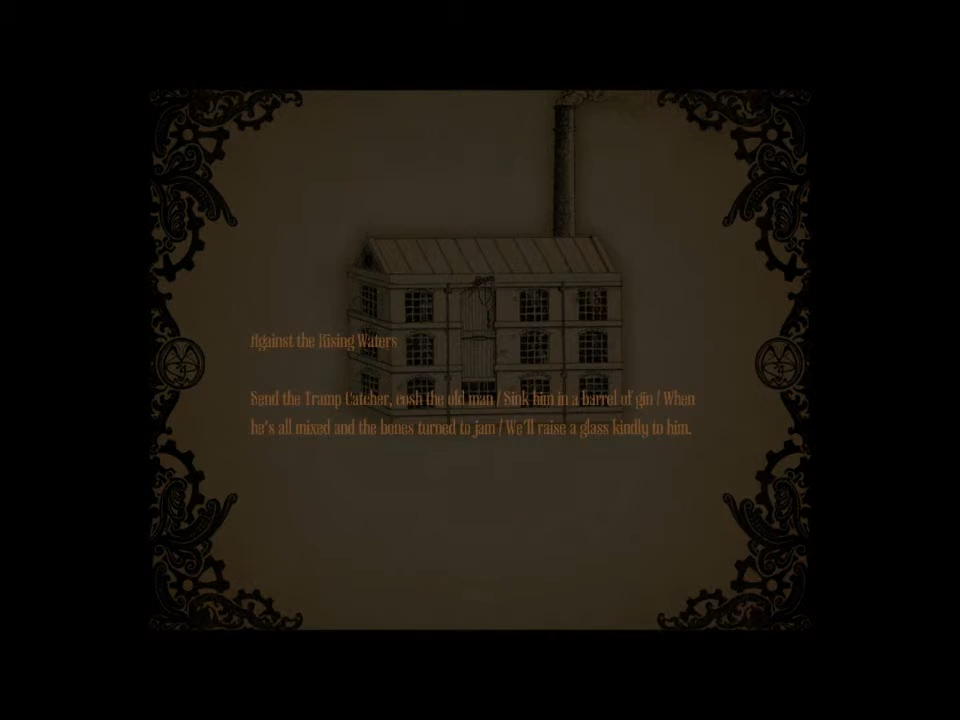 Against the Rising Waters
Send the Tramp Catcher, cosh the old man / Sink him in a barrel of gin / When
he's all mixed and the bones turned to jam / We'll raise a glass kindly to him.